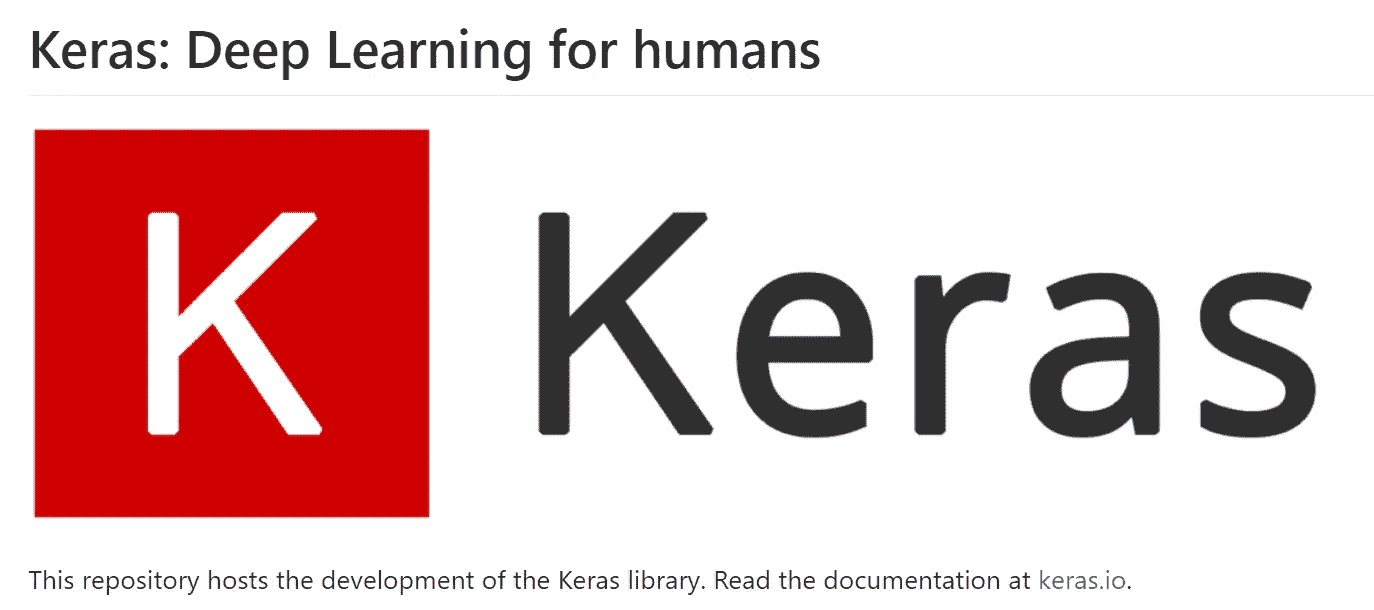 Keras: Deep Learning for humans
K Keras
This repository hosts the development of the Keras library. Read the documentation at keras.io.